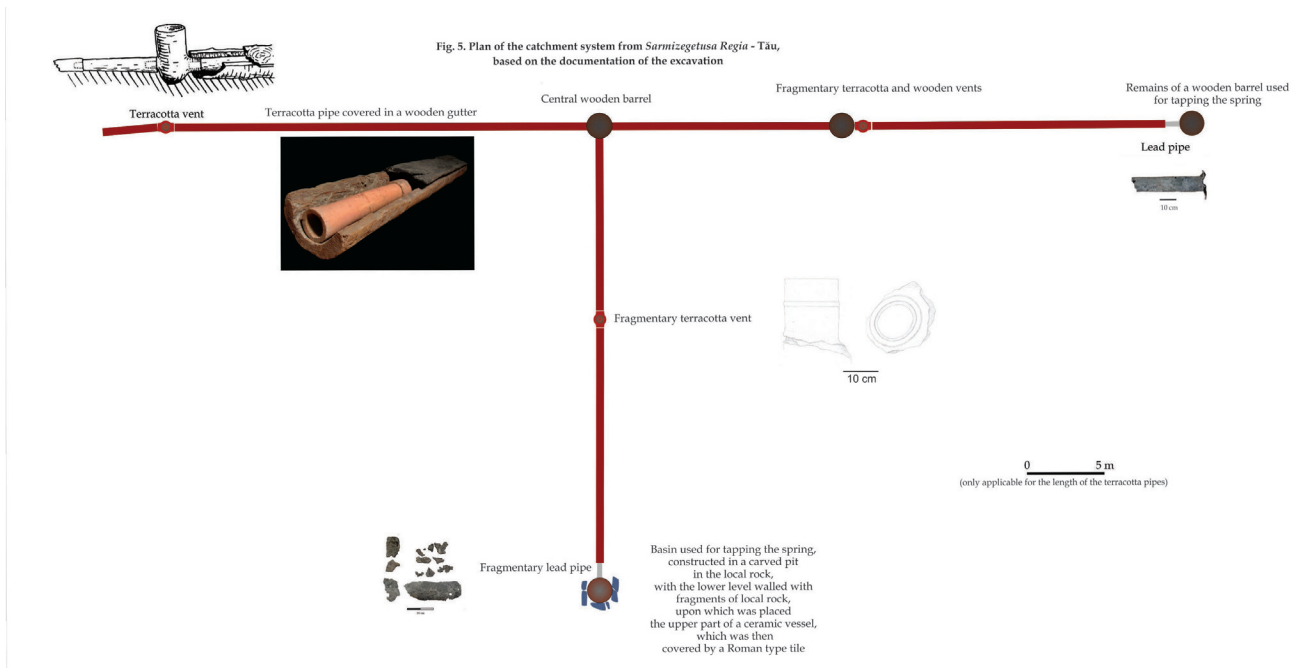 Fig. 5. Plan of the catchment system from Sarmizegetusa Regia - Tău,
based on the documentation of the excavation
Terracotta vent
Terracotta pipe covered in a wooden gutter
Central wooden barrel
Fragmentary terracotta and wooden vents
Remains of a wooden barrel used
for tapping the spring
Lead pipe
10 cm
Fragmentary terracotta vent
10 cm
0 5 m
(only applicable for the length of the terracotta pipes)
Fragmentary lead pipe
Basin used for tapping the spring,
constructed in a carved pit
in the local rock,
with the lower level walled with
fragments of local rock,
upon which was placed
the upper part of a ceramic vessel,
which was then
covered by a Roman type tile